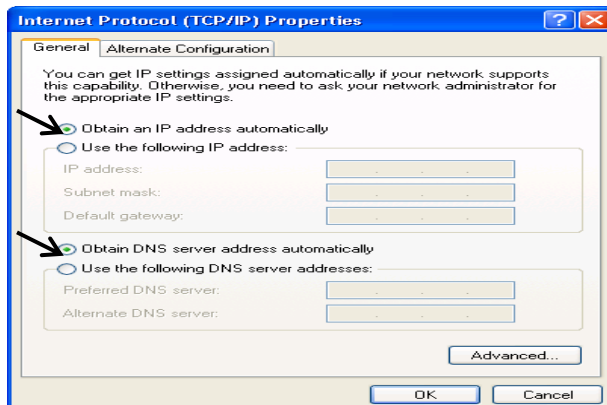 Internet Protocol (TCP/IP) Properties
General
Alternate Configuration
You can get IP settings assigned automatically if your network supports
this capability. Otherwise, you need to ask your network administrator for
the appropriate IP settings.
Obtain an IP address automatically
Use the following IP address:
IP address:
Subnet mask:
Default gateway:
Obtain DNS server address automatically
Use the following DNS server addresses:
Preferred DNS server:
Alternate DNS server:
Advanced...
OK
Cancel